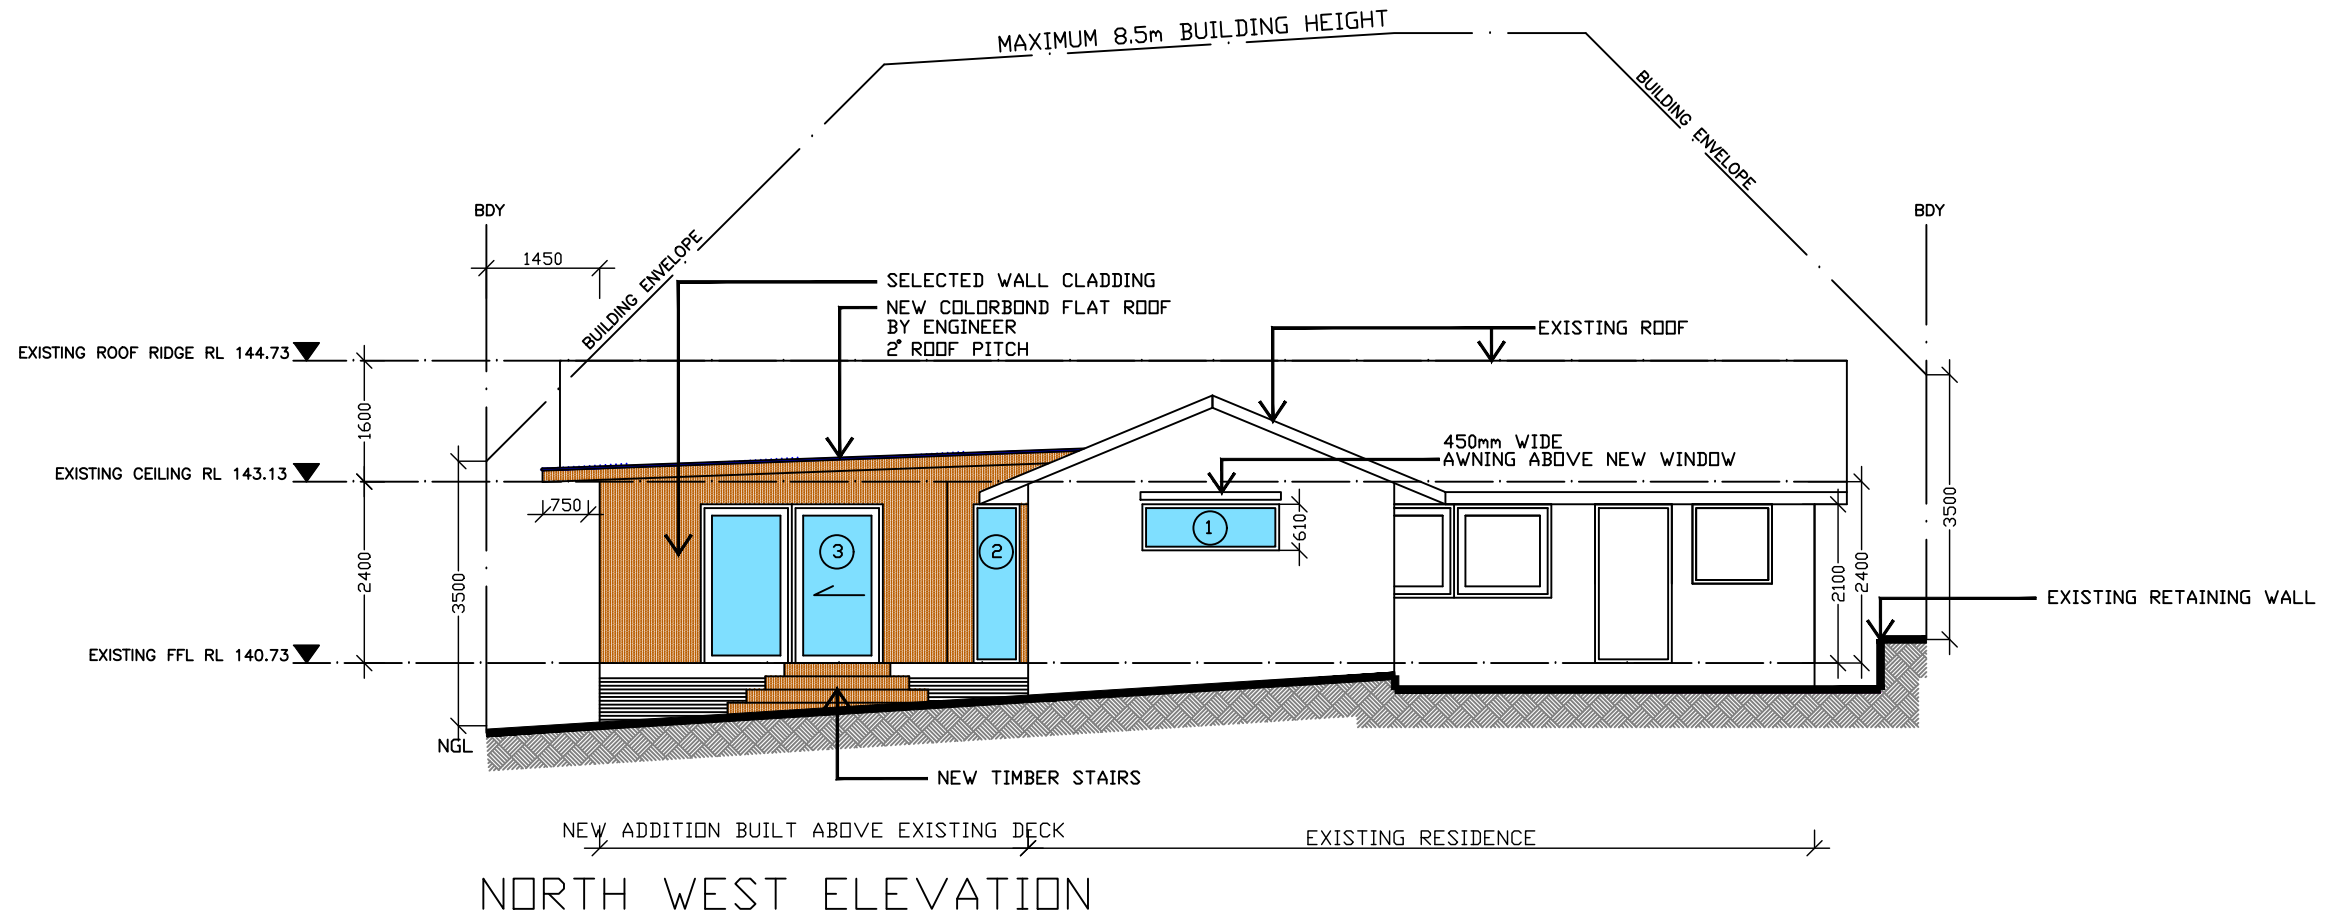 MAXIMUM 8.5m BUILDING HEIGHT
BUILDING ENVELOPE
BUILDING ENVELOPE
BDY
BDY
1450
SELECTED WALL CLADDING
NEW COLORBOND FLAT ROOF
BY ENGINEER
2° ROOF PITCH
EXISTING ROOF
EXISTING ROOF RIDGE RL 144.73
1600
450mm WIDE
AWNING ABOVE NEW WINDOW
EXISTING CEILING RL 143.13
750
610
3500
1
2
3
2400
3500
2100
2400
EXISTING RETAINING WALL
EXISTING FFL RL 140.73
NGL
NEW TIMBER STAIRS
NEW ADDITION BUILT ABOVE EXISTING DECK
EXISTING RESIDENCE
NORTH WEST ELEVATION